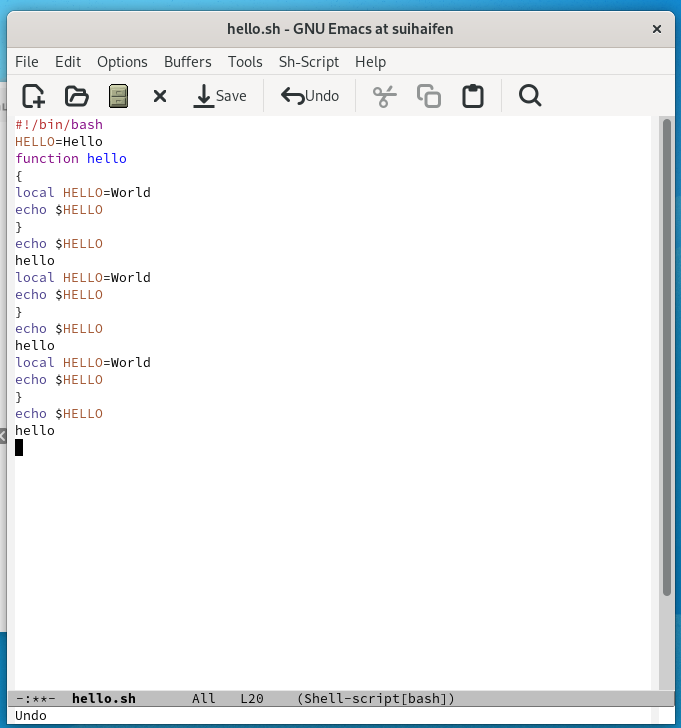 hello.sh - GNU Emacs at suihaifen
File Edit Options Buffers Tools Sh-Script Help
Save Undo
#!/bin/bash
HELLO=Hello
function hello
{
local HELLO=World
echo $HELLO
}
echo $HELLO
hello
local HELLO=World
echo $HELLO
}
echo $HELLO
hello
local HELLO=World
echo $HELLO
}
echo $HELLO
hello
-:**- hello.sh All L20 (Shell-script[bash])
Undo